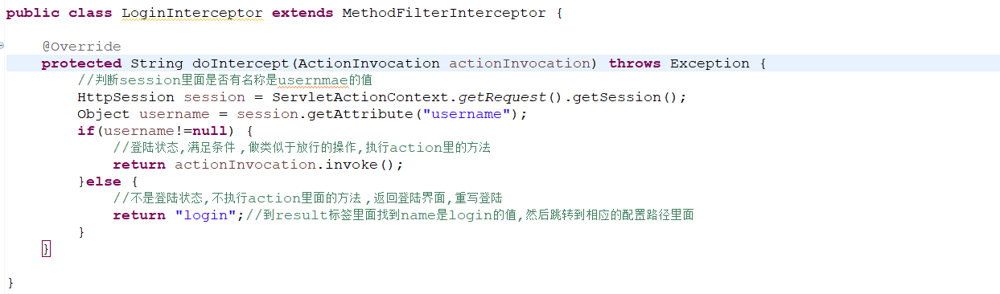 public class LoginInterceptor extends MethodFilterInterceptor {
@Override
protected String doIntercept(ActionInvocation actionInvocation) throws Exception {
//判断session里面是否有名称是usernmae的值
HttpSession session = ServletActionContext.getRequest().getSession();
Object username = session.getAttribute("username");
if(username!=null) {
//登陆状态,满足条件,做类似于放行的操作,执行action里的方法
return actionInvocation.invoke();
}else {
//不是登陆状态,不执行action里面的方法,返回登陆界面,重写登陆
return "login";//到result标签里面找到name是login的值,然后跳转到相应的配置路径里面
}
}
}